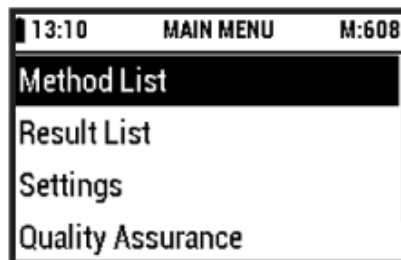 13:10 MAIN MENU M:608
Method List
Result List
Settings
Quality Assurance